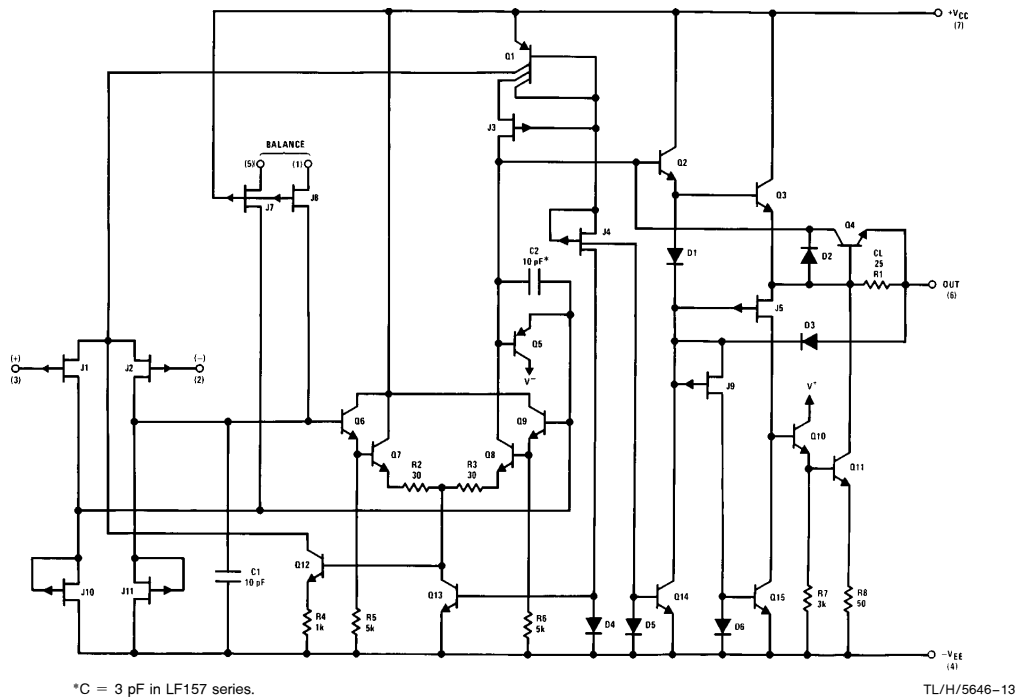 +VCC
(7)
Q1
J3
BALANCE
(5)
(1)
J7
J8
Q2
Q3
Q4
J4
C2
10 pF*
D1
D2
CL
25
R1
OUT
(6)
J5
D3
Q5
V−
J9
(+)
(3)
J1
J2
(−)
(2)
Q6
Q7
Q9
Q8
R2
30
R3
30
V+
Q10
Q11
Q12
C1
10 pF
J10
J11
Q13
Q14
Q15
R4
1k
R5
5k
R6
5k
D4
D5
D6
R7
3k
R8
50
−VEE
(4)
*C = 3 pF in LF157 series.
TL/H/5646–13